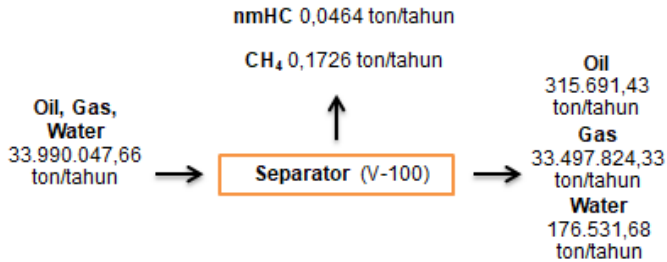 nmHC 0,0464 ton/tahun
CH₄ 0,1726 ton/tahun
Oil, Gas,
Water
33.990.047,66
ton/tahun
Separator (V-100)
Oil
315.691,43
ton/tahun
Gas
33.497.824,33
ton/tahun
Water
176.531,68
ton/tahun